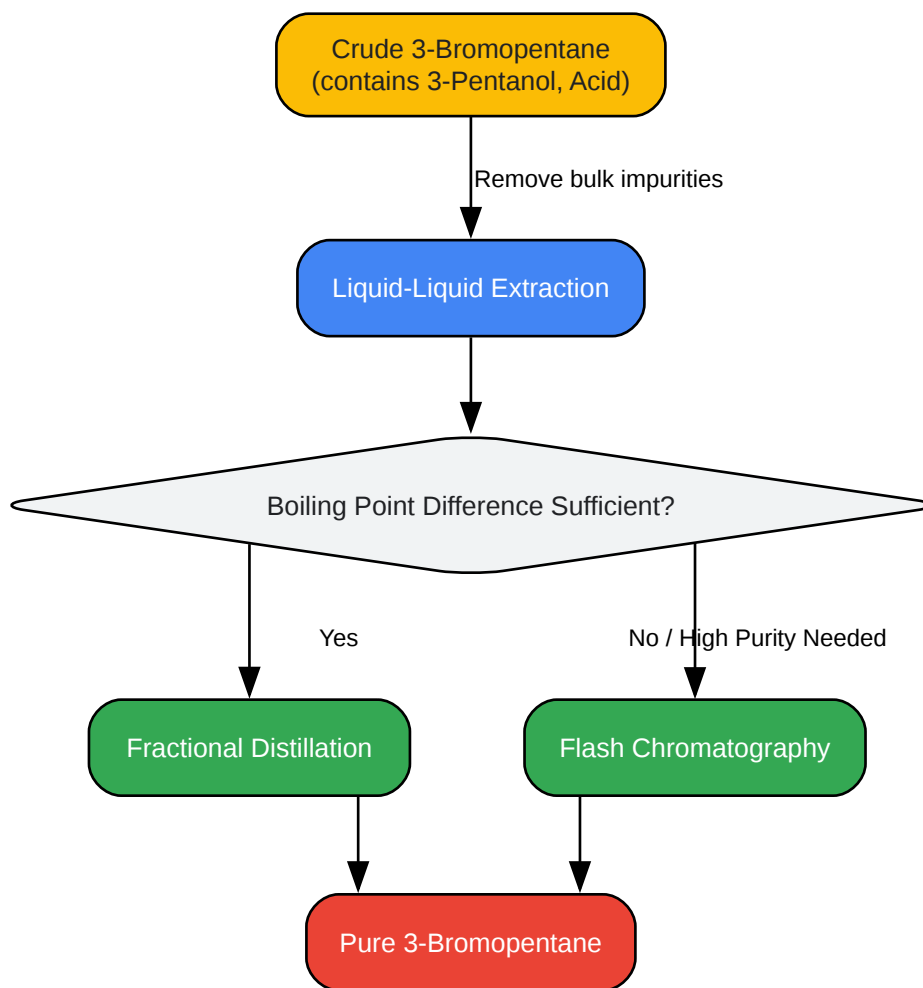 Crude 3-Bromopentane
(contains 3-Pentanol, Acid)
Remove bulk impurities
Liquid-Liquid Extraction
Boiling Point Difference Sufficient?
Yes
No / High Purity Needed
Fractional Distillation
Flash Chromatography
Pure 3-Bromopentane